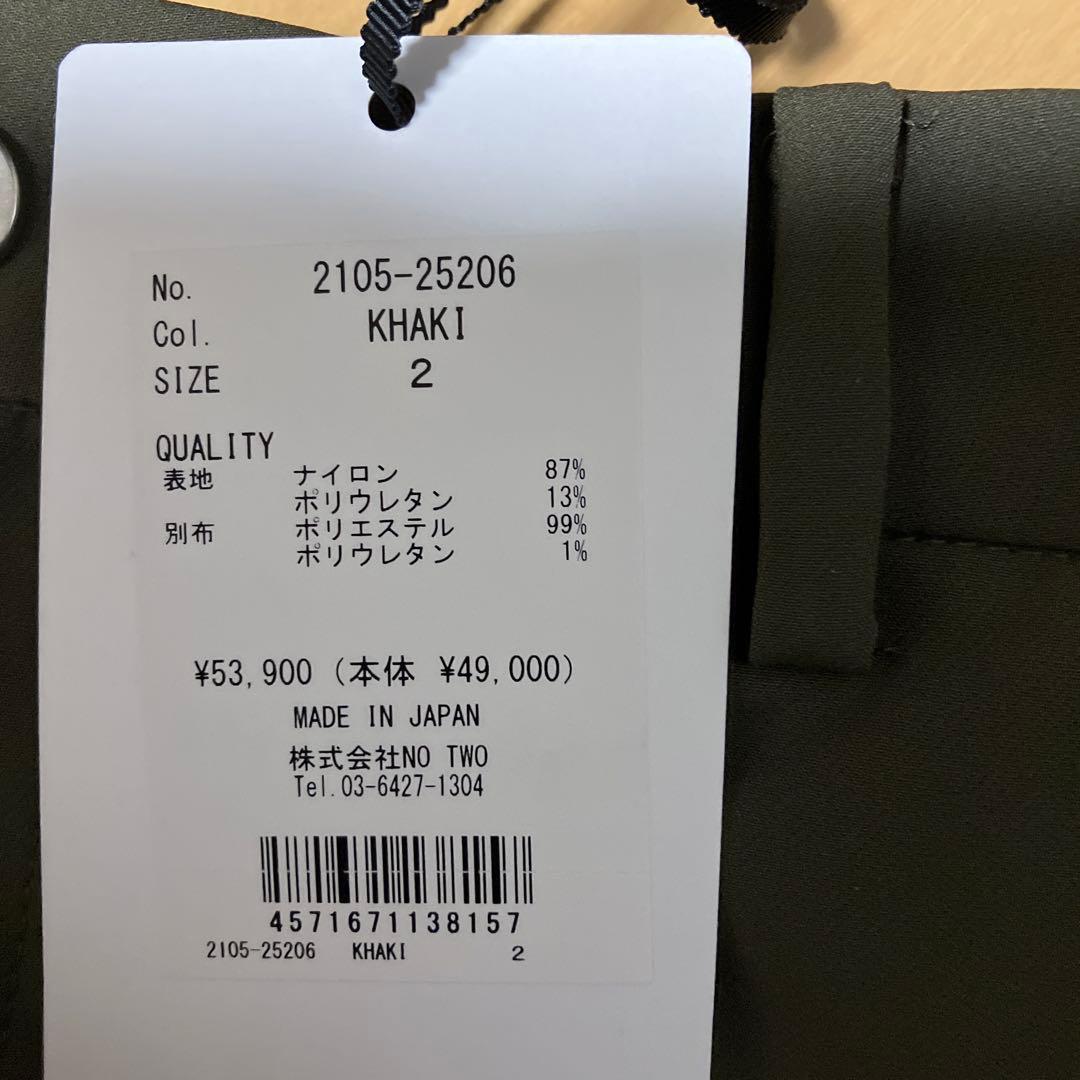 No. 2105-25206
Col. KHAKI
SIZE 2
QUALITY
表地 ナイロン 87%
ポリウレタン 13%
別布 ポリエステル 99%
ポリウレタン 1%
¥53,900 (本体 ¥49,000)
MADE IN JAPAN
株式会社NO TWO
Tel.03-6427-1304
4571671138157
2105-25206 KHAKI 2